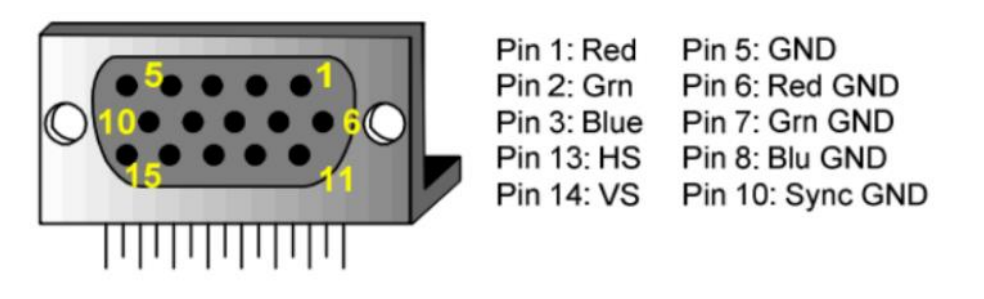 5 1
10 6
15 11
Pin 1: Red Pin 5: GND
Pin 2: Grn Pin 6: Red GND
Pin 3: Blue Pin 7: Grn GND
Pin 13: HS Pin 8: Blu GND
Pin 14: VS Pin 10: Sync GND